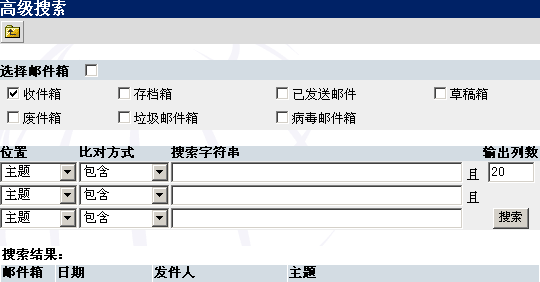 高级搜索
选择邮件箱
收件箱 存档箱 已发送邮件 草稿箱
废件箱 垃圾邮件箱 病毒邮件箱
位置 比对方式 搜索字符串 输出列数
主题 包含 且 20
主题 包含 且
主题 包含 搜索
搜索结果：
邮件箱 日期 发件人 主题